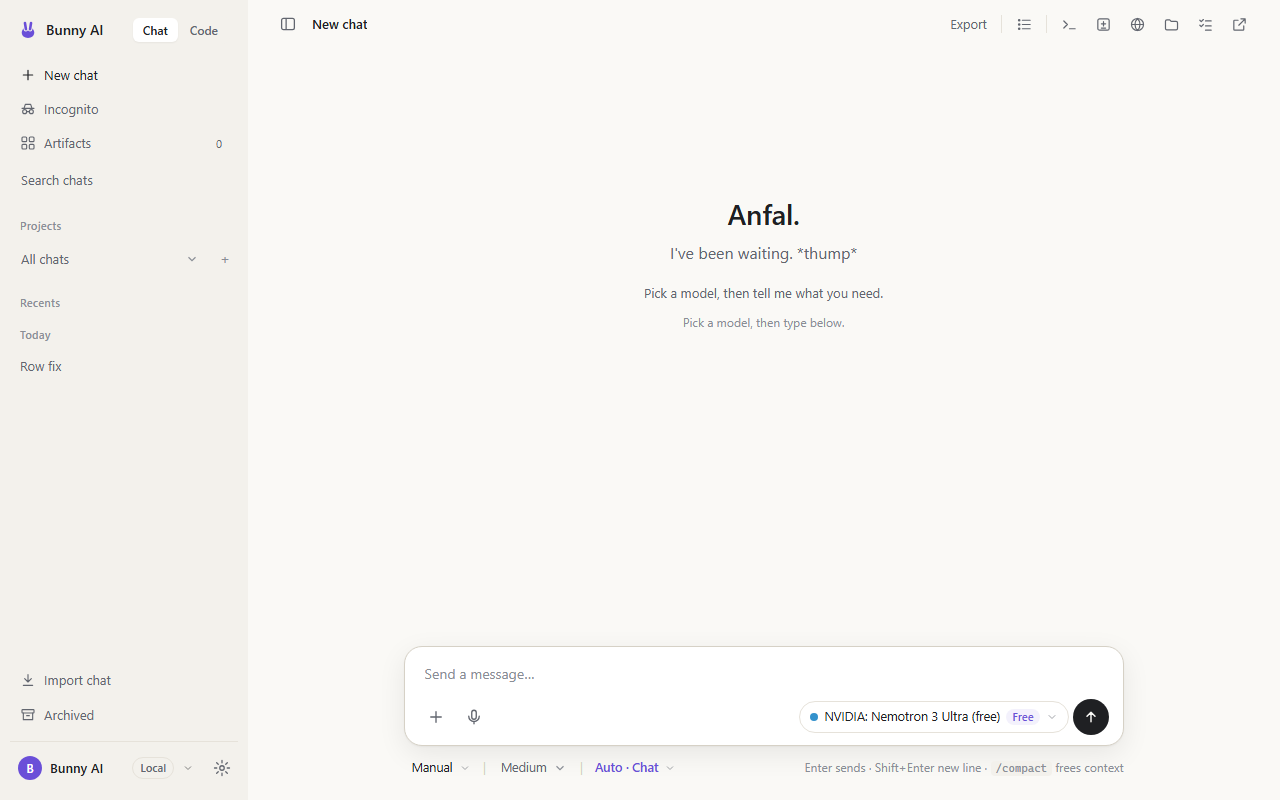 Bunny AI
Chat
Code
New chat
Incognito
Artifacts 0
Search chats
Projects
All chats +
Recents
Today
Row fix
Import chat
Archived
B Bunny AI Local
New chat
Export
Anfal.
I've been waiting. *thump*
Pick a model, then tell me what you need.
Pick a model, then type below.
Send a message...
NVIDIA: Nemotron 3 Ultra (free) Free
Manual | Medium | Auto · Chat
Enter sends · Shift+Enter new line · /compact frees context